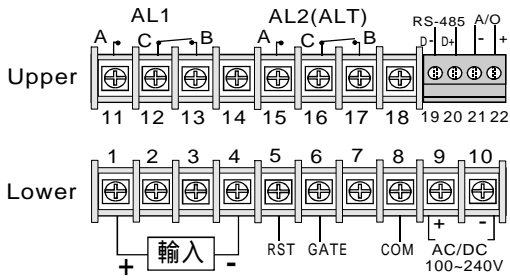 AL1 AL2(ALT) RS-485 A/O
A C B A C B D- D+ - +
Upper
11 12 13 14 15 16 17 18 19 20 21 22
1 2 3 4 5 6 7 8 9 10
Lower
+ 輸入 - RST GATE COM + -
AC/DC
100~240V